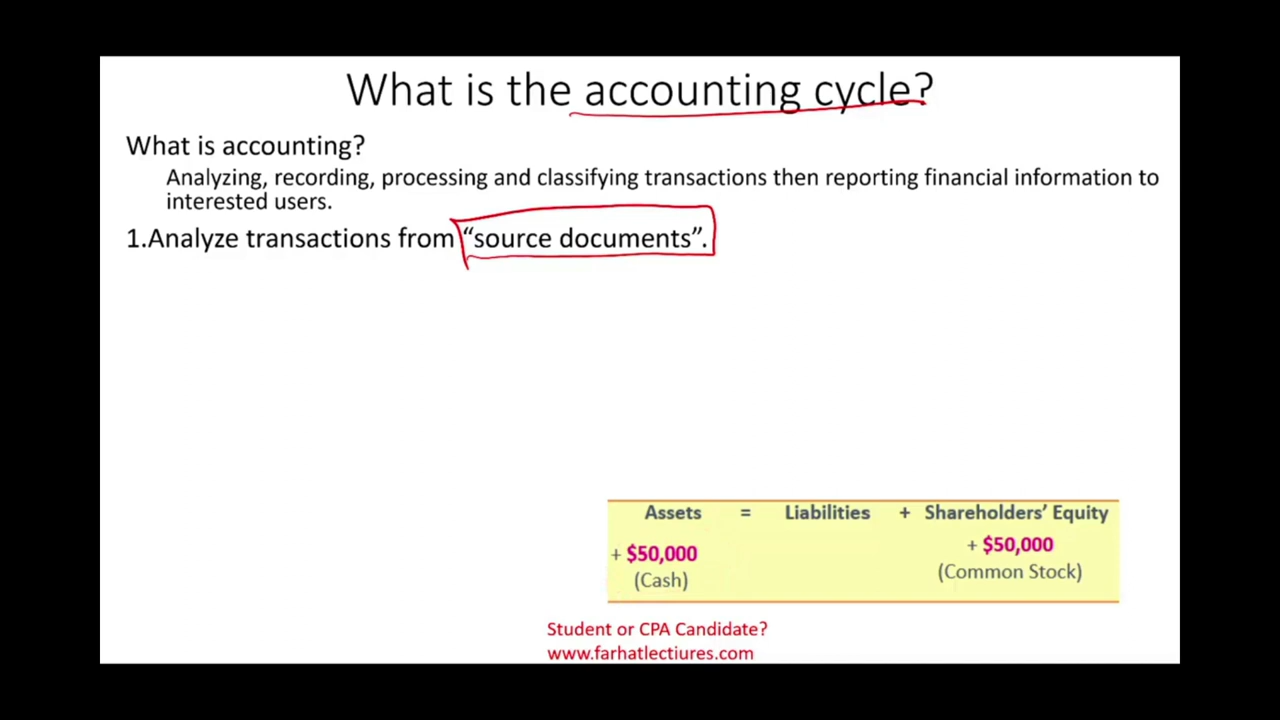 What is the accounting cycle?
What is accounting?
Analyzing, recording, processing and classifying transactions then reporting financial information to
interested users.
1.Analyze transactions from “source documents”.
Assets = Liabilities + Shareholders’ Equity
+ $50,000 + $50,000
(Cash) (Common Stock)
Student or CPA Candidate?
www.farhatlectiures.com